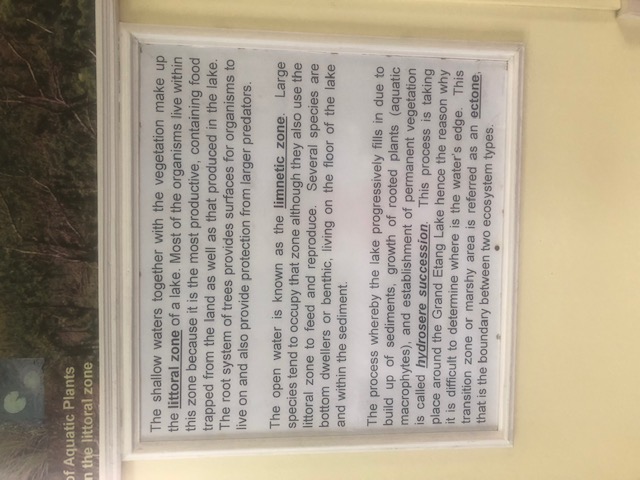 of Aquatic Plants
n the littoral zone
The shallow waters together with the vegetation make up
the littoral zone of a lake. Most of the organisms live within
this zone because it is the most productive, containing food
trapped from the land as well as that produced in the lake.
The root system of trees provides surfaces for organisms to
live on and also provide protection from larger predators.
The open water is known as the limnetic zone. Large
species tend to occupy that zone although they also use the
littoral zone to feed and reproduce. Several species are
bottom dwellers or benthic, living on the floor of the lake
and within the sediment.
The process whereby the lake progressively fills in due to
build up of sediments, growth of rooted plants (aquatic
macrophytes), and establishment of permanent vegetation
is called hydrosere succession. This process is taking
place around the Grand Etang Lake hence the reason why
it is difficult to determine where is the water's edge. This
transition zone or marshy area is referred as an ectone,
that is the boundary between two ecosystem types.